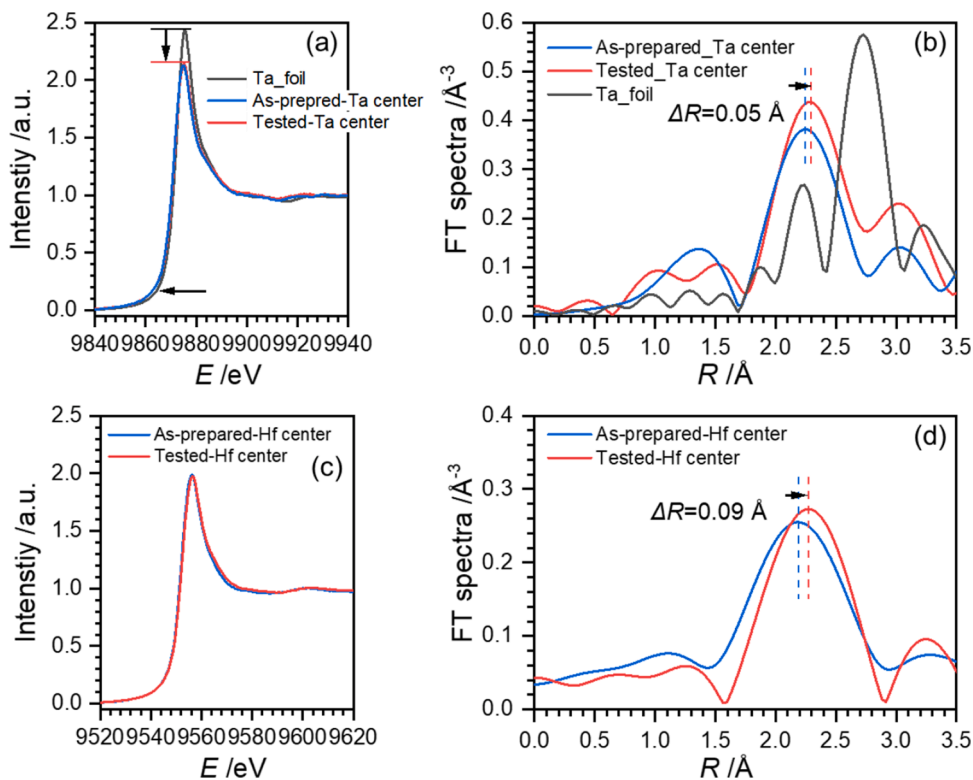 2.5
2.0
1.5
1.0
0.5
0.0
Intenstiy /a.u.
(a)
Ta_foil
As-prepred-Ta center
Tested-Ta center
9840 9860 9880 9900 9920 9940
E /eV
0.6
0.5
0.4
0.3
0.2
0.1
0.0
FT spectra /Å-3
(b)
As-prepared_Ta center
Tested_Ta center
Ta_foil
ΔR=0.05 Å
0.0 0.5 1.0 1.5 2.0 2.5 3.0 3.5
R /Å
2.5
2.0
1.5
1.0
0.5
0.0
Intenstiy /a.u.
As-prepared-Hf center
Tested-Hf center
(c)
9520 9540 9560 9580 9600 9620
E /eV
0.4
0.3
0.2
0.1
0.0
FT spectra /Å-3
As-prepared-Hf center
Tested-Hf center
(d)
ΔR=0.09 Å
0.0 0.5 1.0 1.5 2.0 2.5 3.0 3.5
R /Å